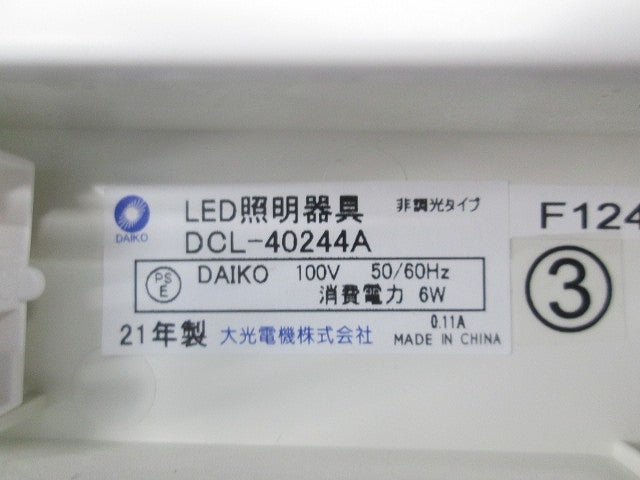 LED照明器具 非調光タイプ
DAIKO
DCL-40244A
PS
E DAIKO 100V 50/60Hz
消費電力 6W
0.11A
21年製 大光電機株式会社 MADE IN CHINA
F124
③